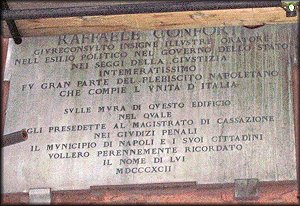 RAFFAELE CONFORTI
GIVRECONSVLTO INSIGNE ILLVSTRE ORATORE
NELL ESILIO POLITICO NEL GOVERNO DELLO STATO
NEI SEGGI DELLA GIVSTIZIA
INTEMERATISSIMO
FV GRAN PARTE DEL PLEBISCITO NAPOLETANO
CHE COMPIE L VNITÀ D ITALIA
SVLLE MVRA DI QVESTO EDIFICIO
NEL QVALE
EGLI PRESEDETTE AL MAGISTRATO DI CASSAZIONE
NEI GIVDIZI PENALI
IL MVNICIPIO DI NAPOLI E I SVOI CITTADINI
VOLLERO PERENNEMENTE RICORDATO
IL NOME DI LVI
MDCCCXCII